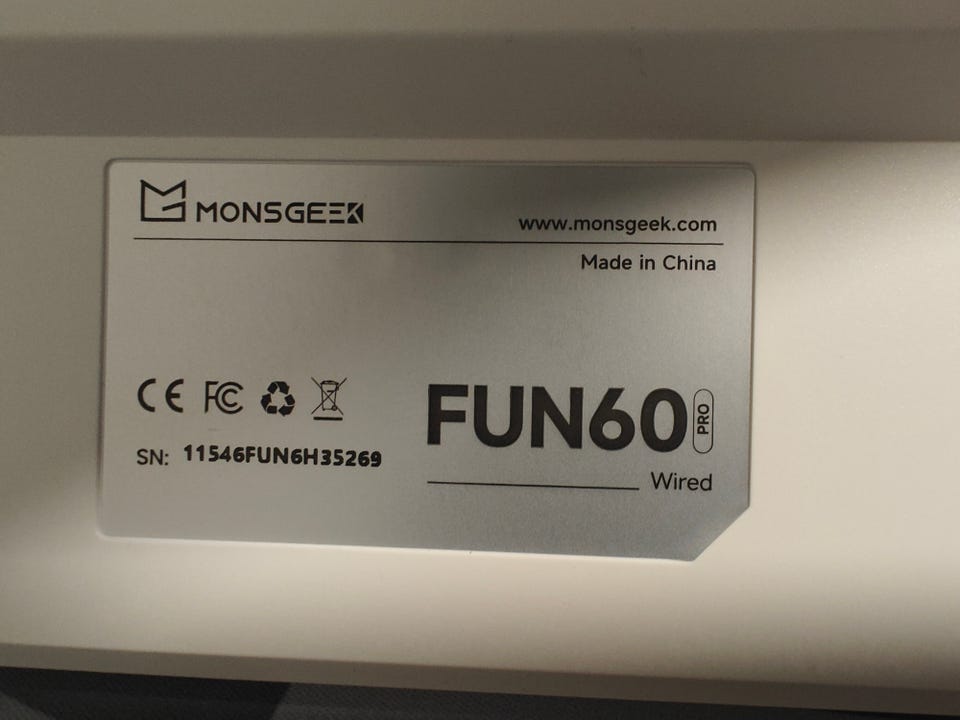 MONSGEEK
www.monsgeek.com
Made in China
CE FC
FUN60 PRO
SN: 11546FUN6H35269
Wired